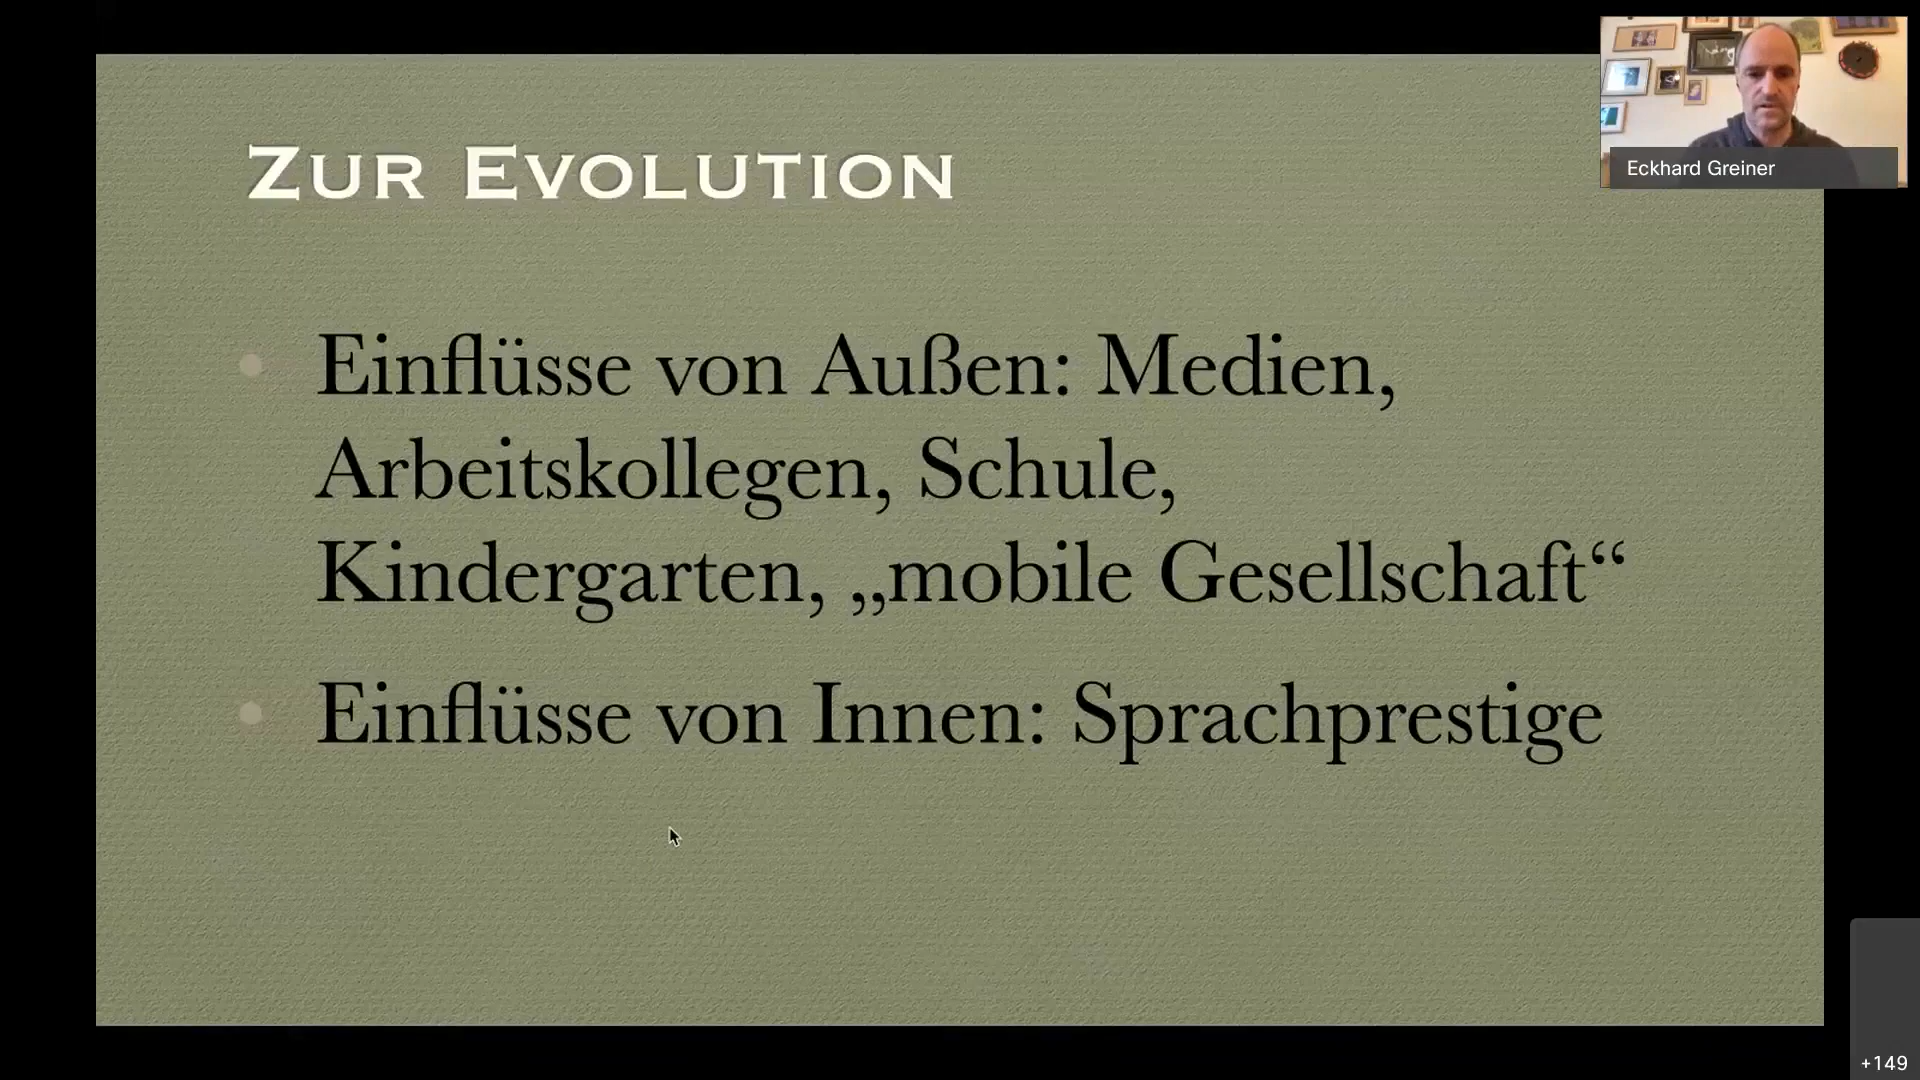 Zur Evolution
Einflüsse von Außen: Medien,
Arbeitskollegen, Schule,
Kindergarten, „mobile Gesellschaft“
Einflüsse von Innen: Sprachprestige
Eckhard Greiner
+149